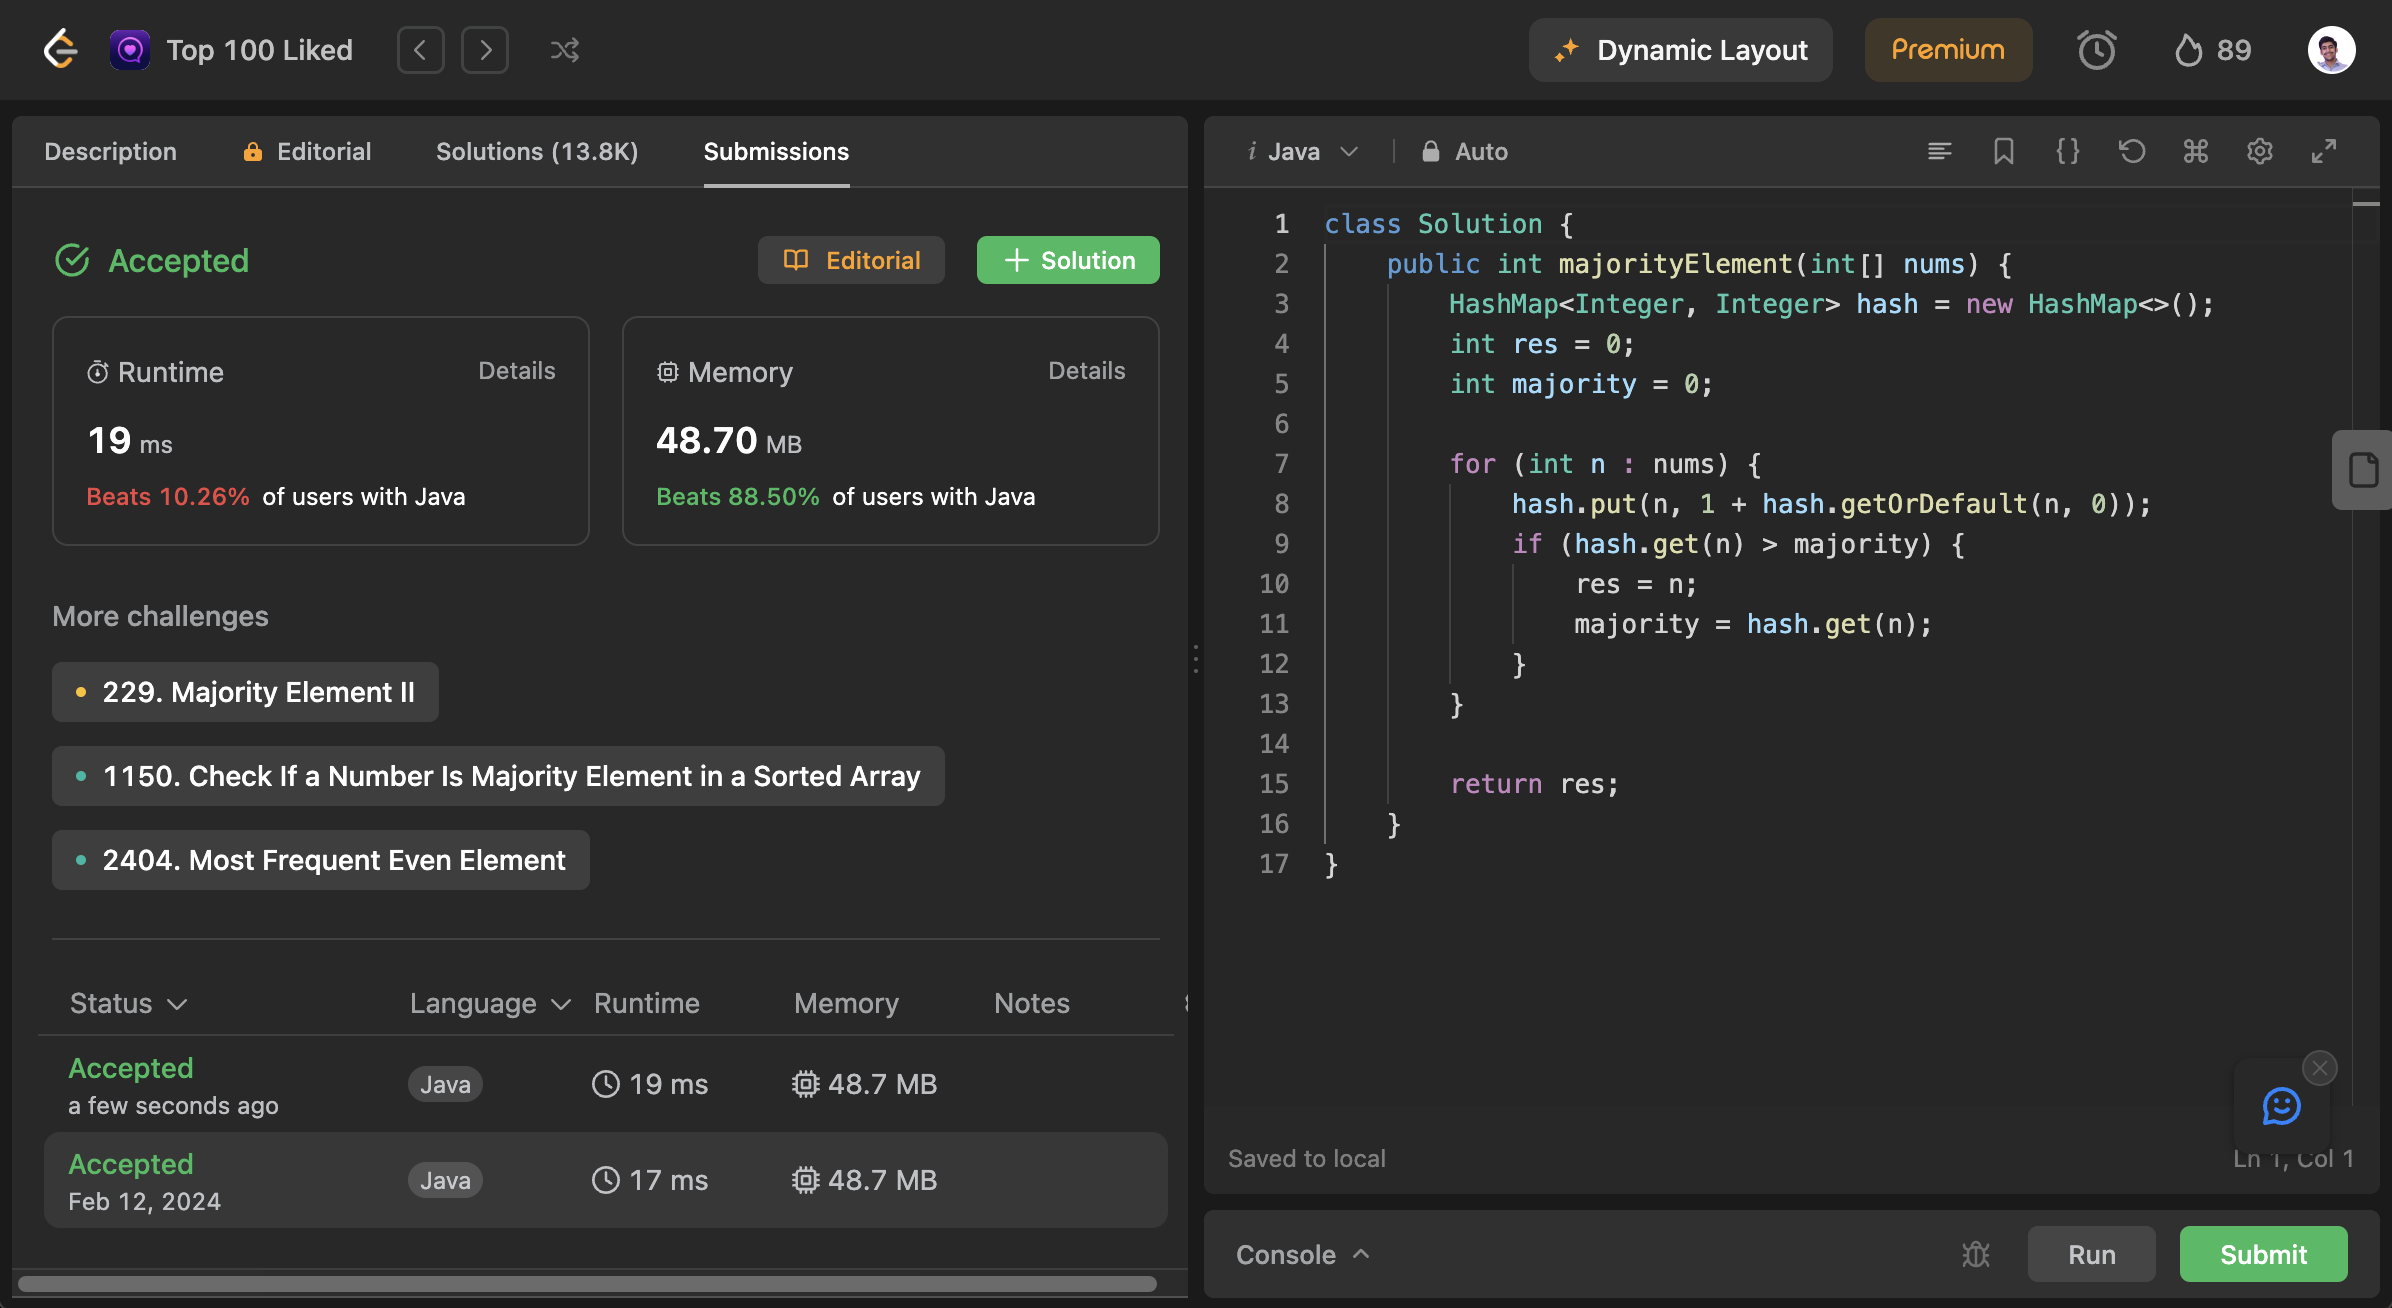 Top 100 Liked
Dynamic Layout
Premium
89
Description
Editorial
Solutions (13.8K)
Submissions
Accepted
Editorial
+ Solution
Runtime
Details
19 ms
Beats 10.26% of users with Java
Memory
Details
48.70 MB
Beats 88.50% of users with Java
More challenges
229. Majority Element II
1150. Check If a Number Is Majority Element in a Sorted Array
2404. Most Frequent Even Element
Status Language Runtime Memory Notes
Accepted
a few seconds ago
Java 19 ms 48.7 MB
Accepted
Feb 12, 2024
Java 17 ms 48.7 MB
i Java Auto
1 class Solution {
2     public int majorityElement(int[] nums) {
3         HashMap<Integer, Integer> hash = new HashMap<>();
4         int res = 0;
5         int majority = 0;
6
7         for (int n : nums) {
8             hash.put(n, 1 + hash.getOrDefault(n, 0));
9             if (hash.get(n) > majority) {
10                 res = n;
11                 majority = hash.get(n);
12             }
13         }
14
15         return res;
16     }
17 }
Saved to local
Ln 1, Col 1
Console
Run
Submit